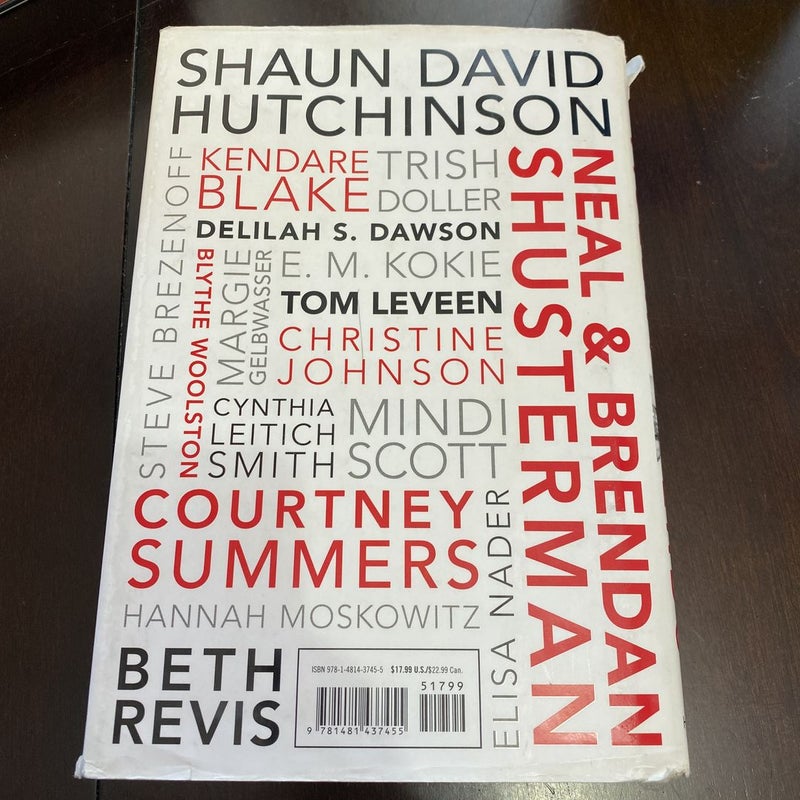 SHAUN DAVID
HUTCHINSON
STEVE BREZENOFF
KENDARE
BLAKE
TRISH
DOLLER
DELILAH S. DAWSON
BLYTHE WOOLSTON
MARGIE
GELBWASSER
E. M. KOKIE
TOM LEVEEN
CHRISTINE
JOHNSON
CYNTHIA
LEITICH
SMITH
MINDI
SCOTT
NEAL & BRENDAN
SHUSTERMAN
COURTNEY
SUMMERS
ELISA NADER
HANNAH MOSKOWITZ
BETH
REVIS
ISBN 978-1-4814-3745-5 $17.99 U.S./$22.99 Can.
51799
9 781481 437455